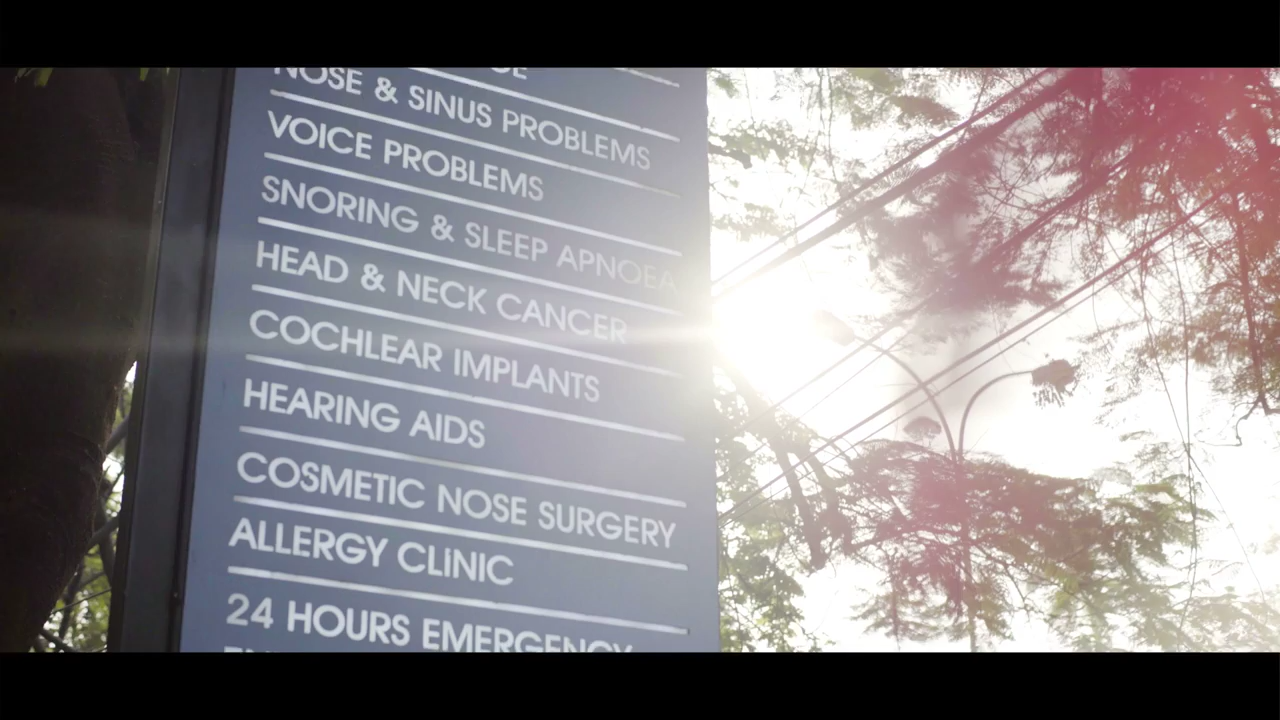 NOSE & SINUS PROBLEMS
VOICE PROBLEMS
SNORING & SLEEP APNOEA
HEAD & NECK CANCER
COCHLEAR IMPLANTS
HEARING AIDS
COSMETIC NOSE SURGERY
ALLERGY CLINIC
24 HOURS EMERGENCY